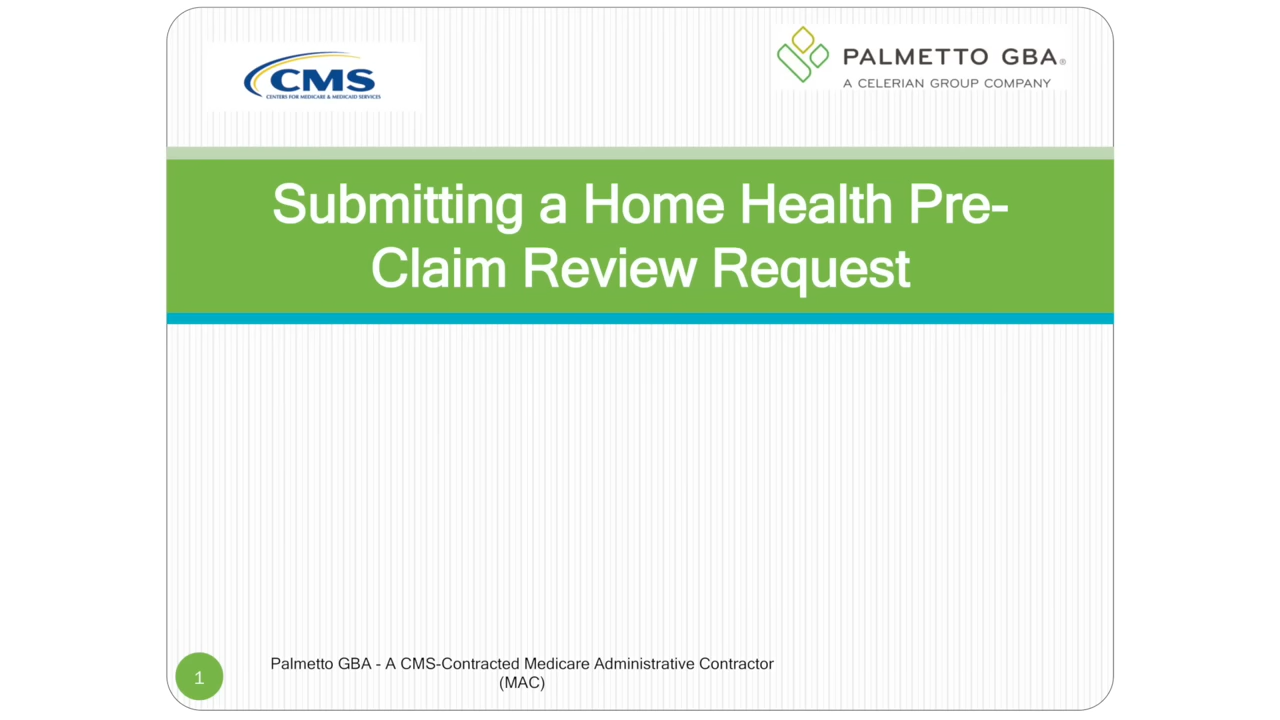 CMS
CENTERS FOR MEDICARE & MEDICAID SERVICES
PALMETTO GBA®
A CELERIAN GROUP COMPANY
Submitting a Home Health Pre-
Claim Review Request
Palmetto GBA - A CMS-Contracted Medicare Administrative Contractor
(MAC)
1